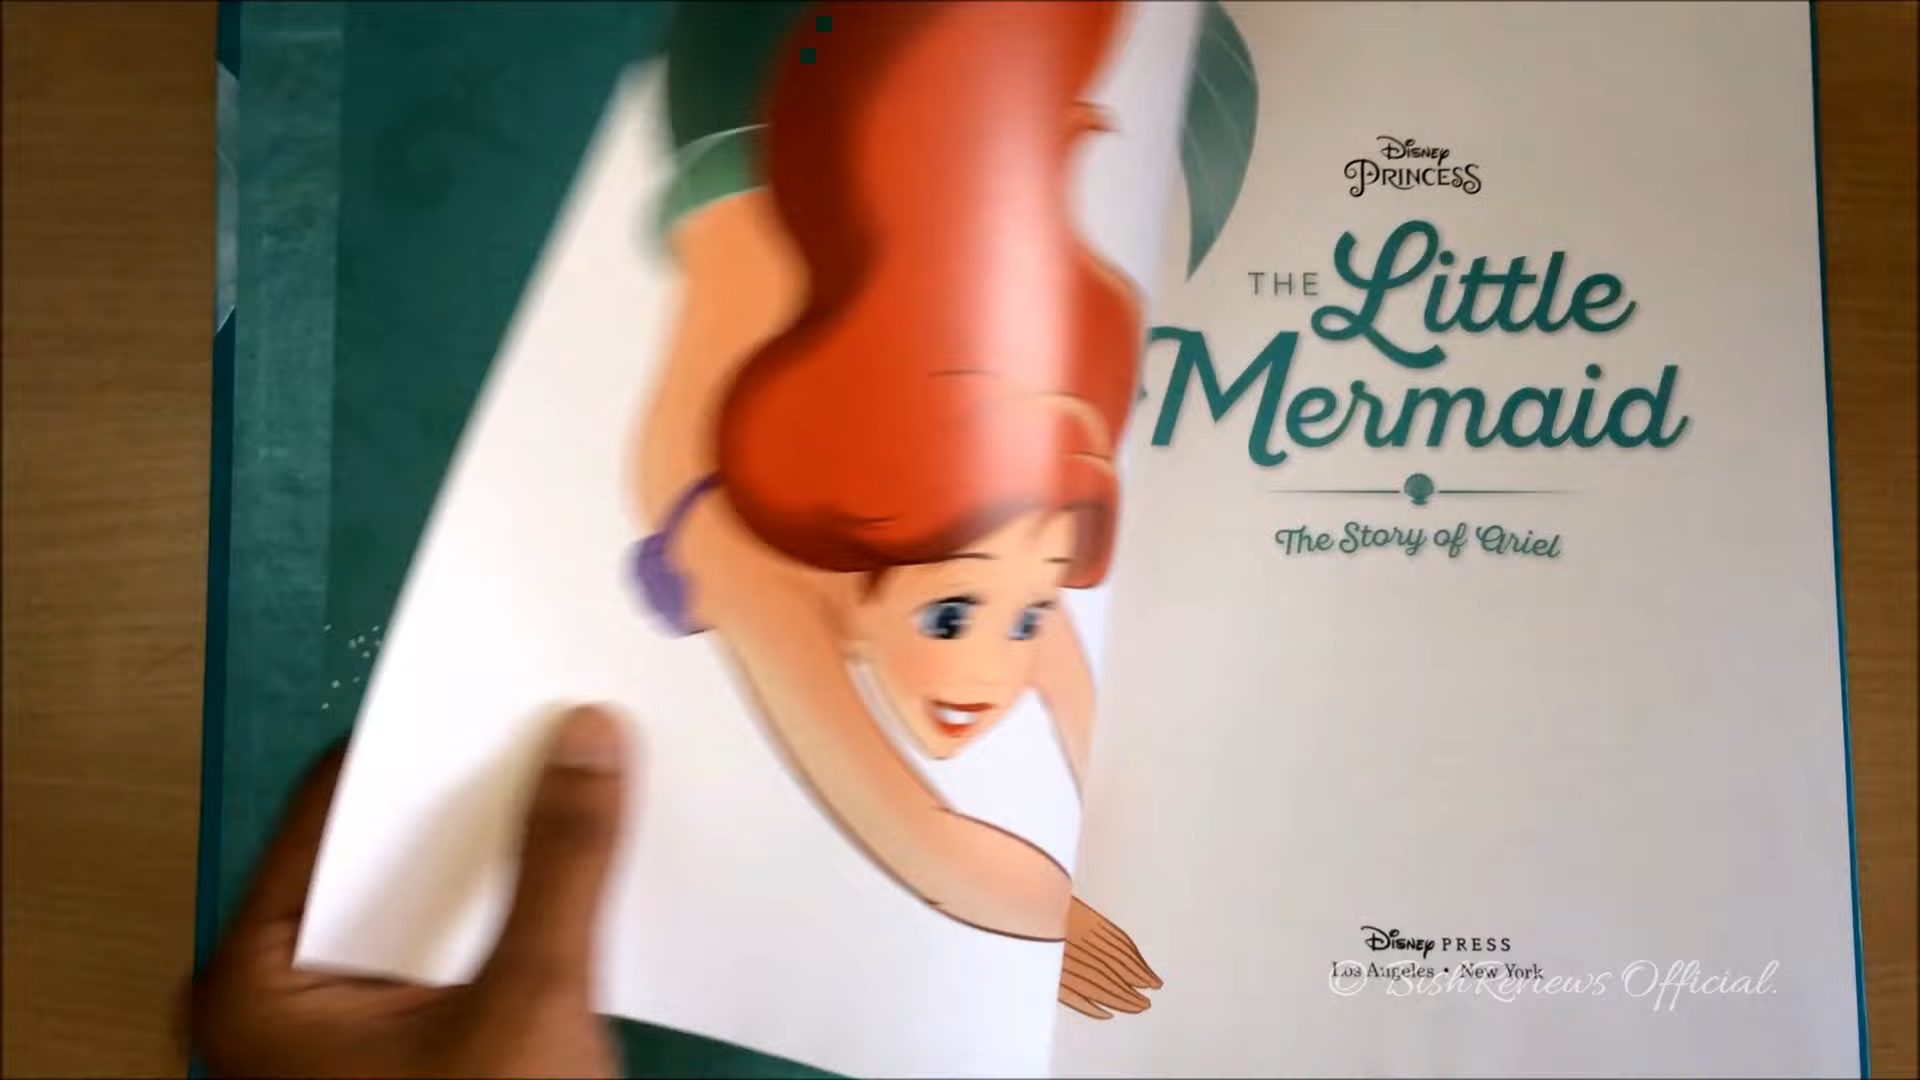 Disney
PRINCESS
THE Little
Mermaid
The Story of Ariel
Disney PRESS
Los Angeles • New York
© BishReviews Official.